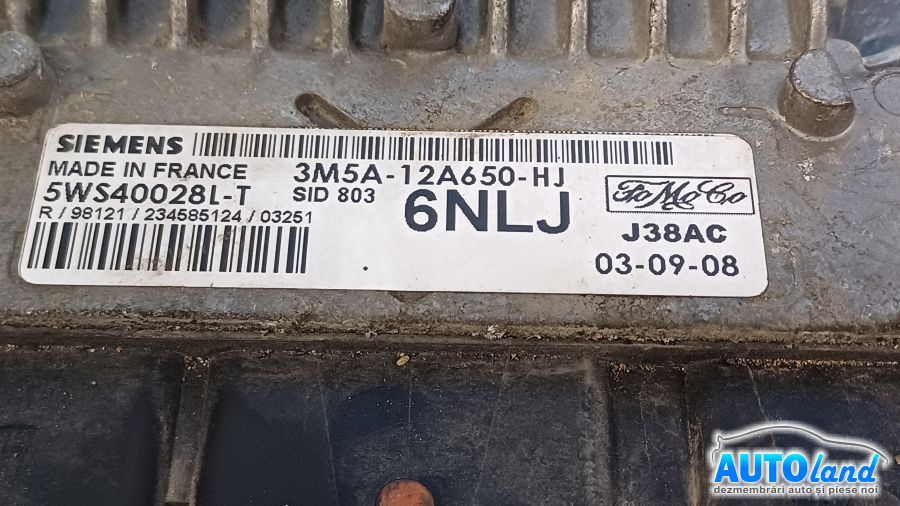 SIEMENS
MADE IN FRANCE
3M5A-12A650-HJ
5WS40028L-T
SID 803
6NLJ
FoMoCo
R / 98121 / 234585124 / 03251
J38AC
03-09-08
AUTOland
dezmembrări auto și piese noi